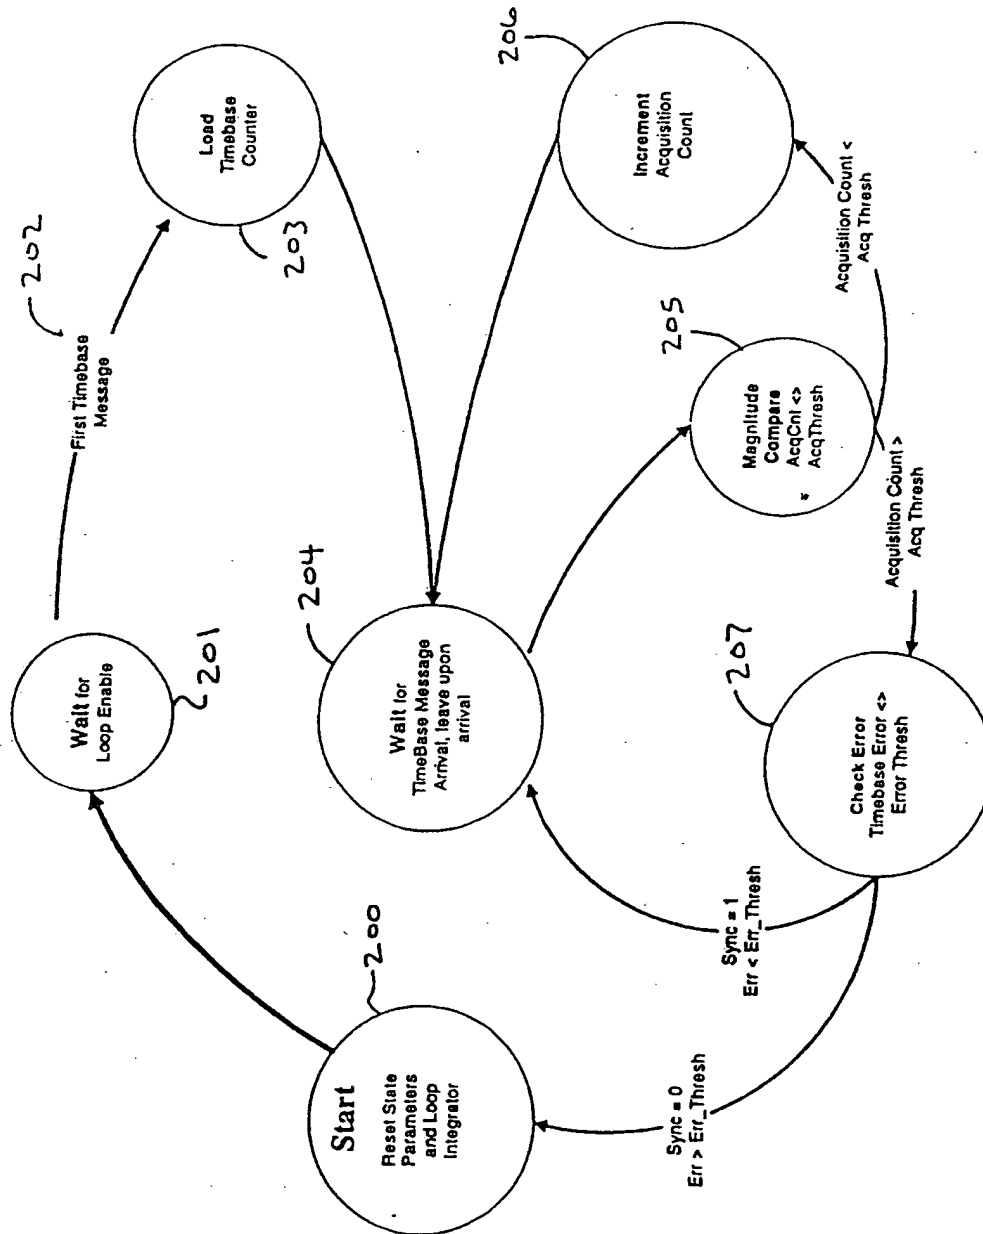 Start
Reset State
Parameters
and Loop
Integrator
200
Wait for
Loop Enable
201
First Timebase
Message
202
Load
Timebase
Counter
203
Wait for
TimeBase Message
Arrival, leave upon
arrival
204
Magnitude
Compare
AcqCnt <>
AcqThresh
205
Acquisition Count <
Acq Thresh
Increment
Acquisition
Count
206
Acquisition Count >
Acq Thresh
Check Error
Timebase Error <>
Error Thresh
207
Sync = 1
Err < Err_Thresh
Sync = 0
Err > Err_Thresh